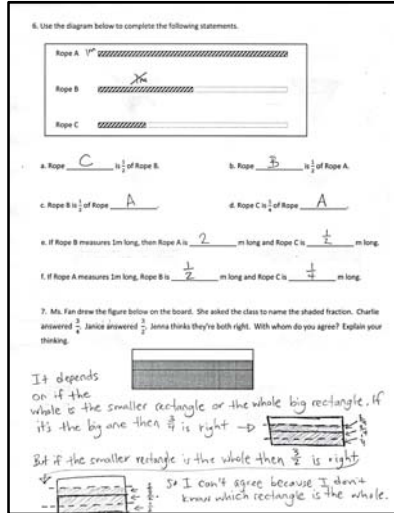 6. Use the diagram below to complete the following statements.
Rope A 1m
1m
Rope B
Rope C
a. Rope C is 1/2 of Rope B.
b. Rope B is 1/2 of Rope A.
c. Rope B is 1/2 of Rope A.
d. Rope C is 1/4 of Rope A.
e. If Rope B measures 1m long, then Rope A is 2 m long and Rope C is 1/2 m long.
f. If Rope A measures 1m long, Rope B is 1/2 m long and Rope C is 1/4 m long.
7. Ms. Fan drew the figure below on the board. She asked the class to name the shaded fraction. Charlie
answered 3/4. Janice answered 3/2. Jenna thinks they're both right. With whom do you agree? Explain your
thinking.
It depends
on if the
whole is the smaller rectangle or the whole big rectangle. If
it's the big one then 3/4 is right →
But if the smaller rectangle is the whole then 3/2 is right
So I can't agree because I don't
know which rectangle is the whole.